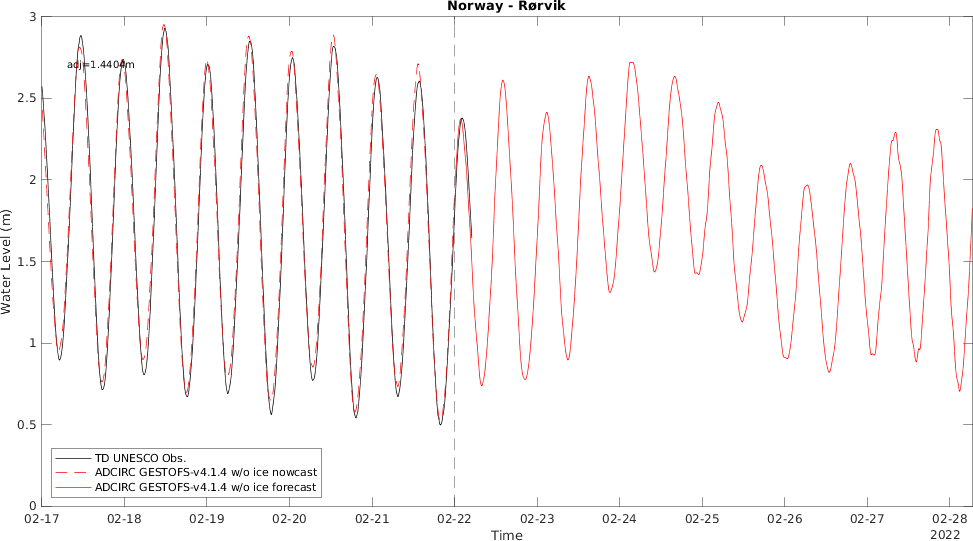 Norway - Rørvik
3
2.5
2
1.5
1
0.5
0
Water Level (m)
adj=1.4404m
TD UNESCO Obs.
ADCIRC GESTOFS-v4.1.4 w/o ice nowcast
ADCIRC GESTOFS-v4.1.4 w/o ice forecast
02-17 02-18 02-19 02-20 02-21 02-22 02-23 02-24 02-25 02-26 02-27 02-28
2022
Time